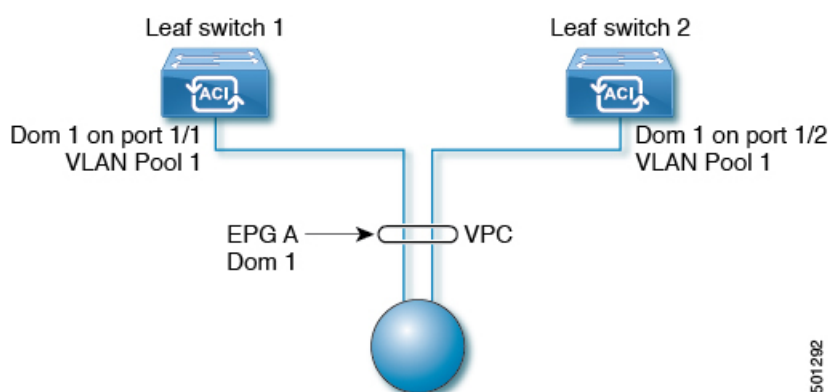 Leaf switch 1
Leaf switch 2
ACI
ACI
Dom 1 on port 1/1
VLAN Pool 1
Dom 1 on port 1/2
VLAN Pool 1
EPG A
Dom 1
VPC
501292